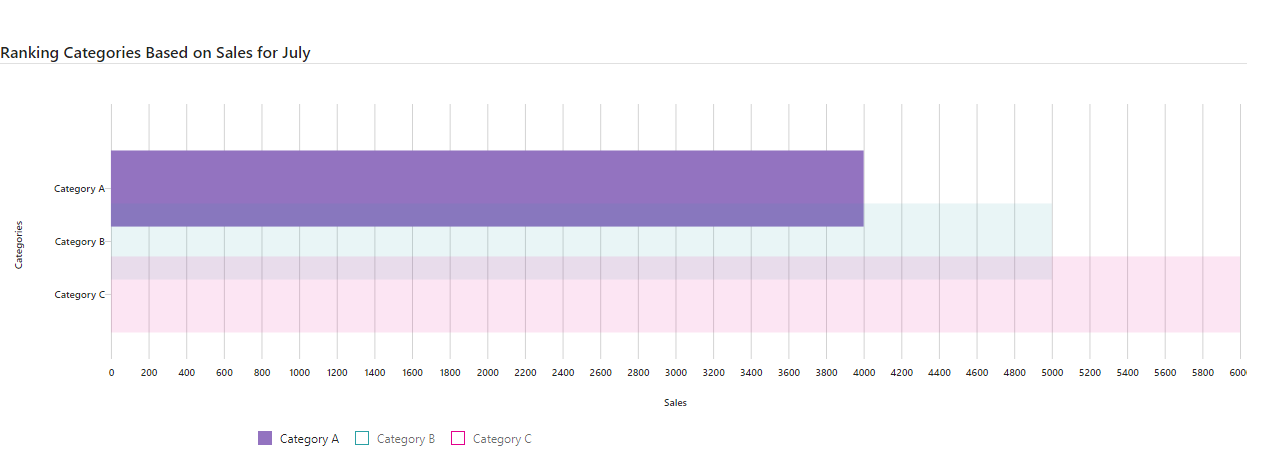 Ranking Categories Based on Sales for July
Category A
Category B
Category C
Categories
0 200 400 600 800 1000 1200 1400 1600 1800 2000 2200 2400 2600 2800 3000 3200 3400 3600 3800 4000 4200 4400 4600 4800 5000 5200 5400 5600 5800 600
Sales
Category A Category B Category C